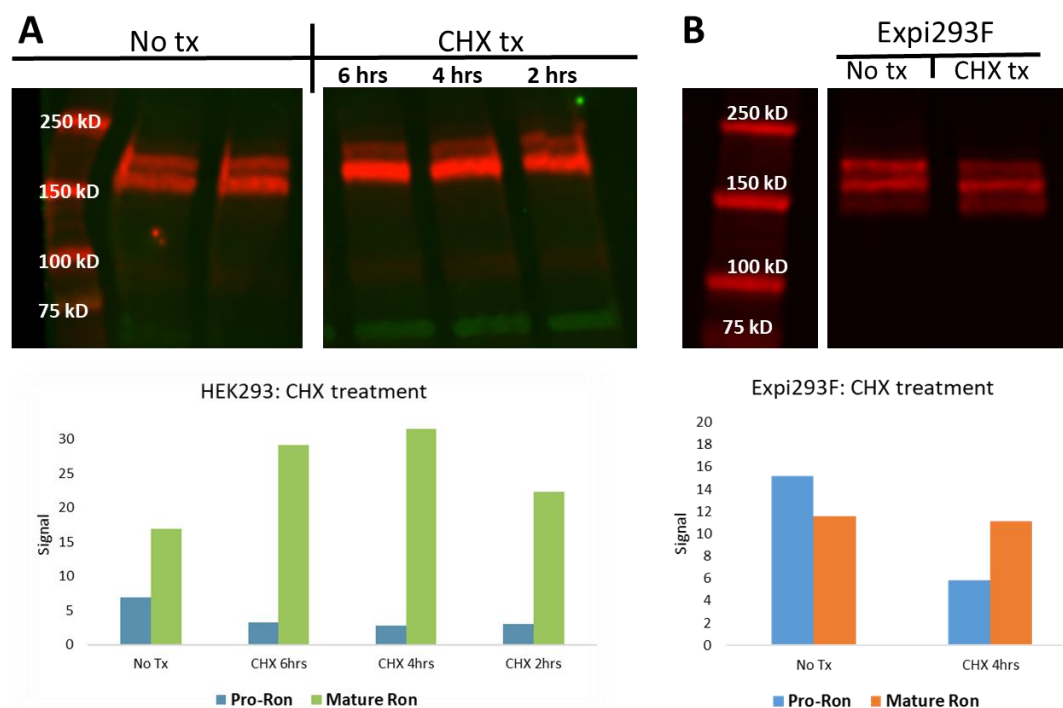 A
No tx
CHX tx
6 hrs 4 hrs 2 hrs
250 kD
150 kD
100 kD
75 kD
HEK293: CHX treatment
Signal
30
25
20
15
10
5
0
No Tx CHX 6hrs CHX 4hrs CHX 2hrs
Pro-Ron Mature Ron
B
Expi293F
No tx CHX tx
250 kD
150 kD
100 kD
75 kD
Expi293F: CHX treatment
Signal
20
18
16
14
12
10
8
6
4
2
0
No Tx CHX 4hrs
Pro-Ron Mature Ron